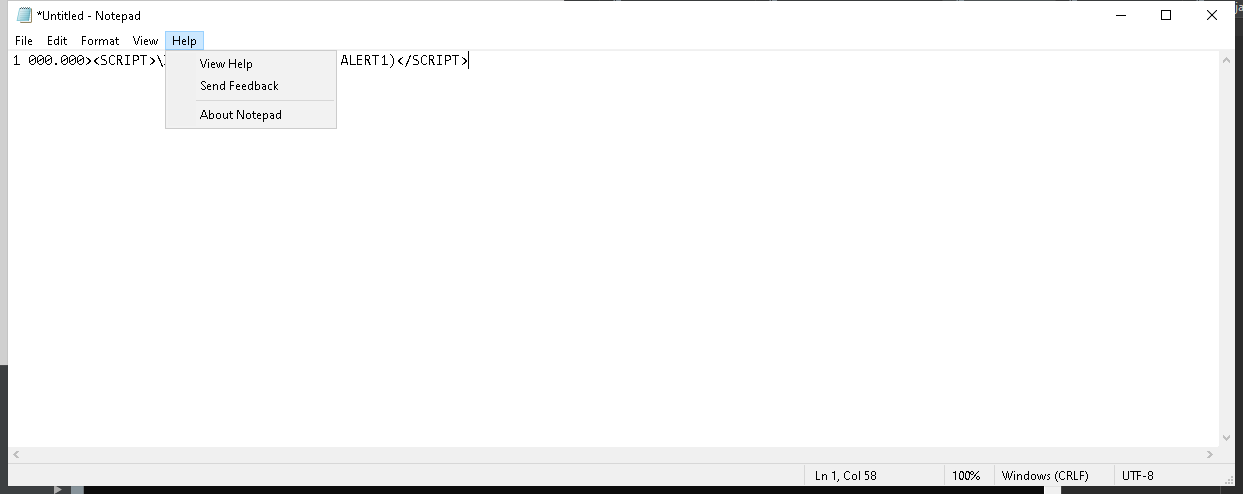 *Untitled - Notepad
File Edit Format View Help
1 000.000><SCRIPT>\ ALERT1)</SCRIPT>
View Help
Send Feedback
About Notepad
Ln 1, Col 58 100% Windows (CRLF) UTF-8